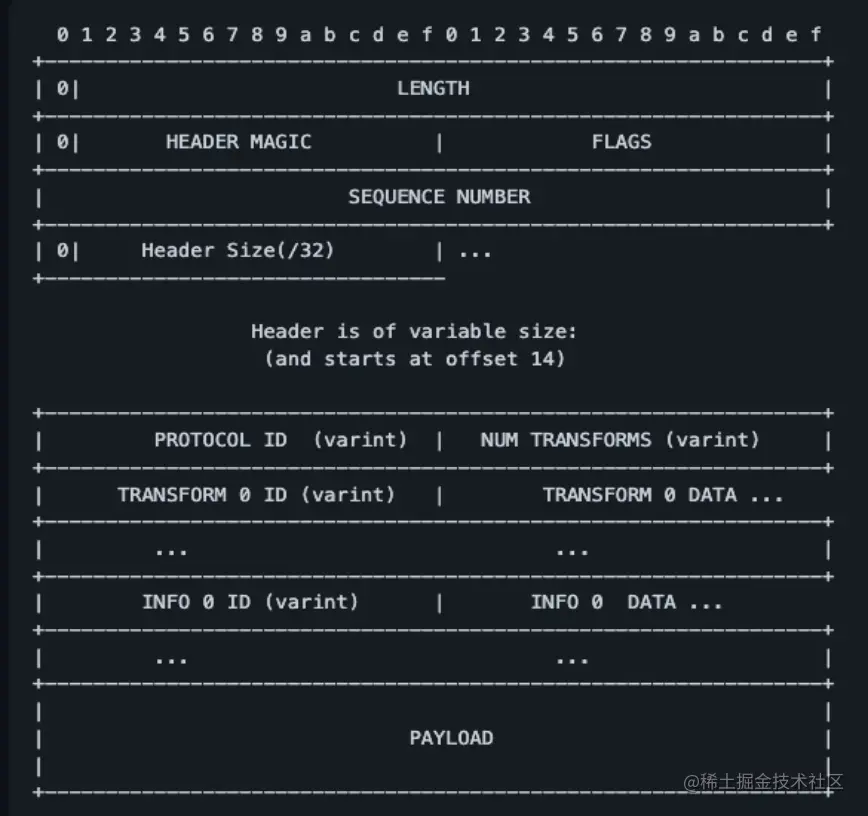 0 1 2 3 4 5 6 7 8 9 a b c d e f 0 1 2 3 4 5 6 7 8 9 a b c d e f
+----------------------------------------------------------------+
| 0|                          LENGTH                             |
+----------------------------------------------------------------+
| 0|       HEADER MAGIC          |            FLAGS              |
+----------------------------------------------------------------+
|                         SEQUENCE NUMBER                        |
+----------------------------------------------------------------+
| 0|     Header Size(/32)        | ...
+---------------------------------
Header is of variable size:
(and starts at offset 14)
+----------------------------------------------------------------+
|         PROTOCOL ID  (varint)  |   NUM TRANSFORMS (varint)     |
+----------------------------------------------------------------+
|      TRANSFORM 0 ID (varint)   |        TRANSFORM 0 DATA ...
+----------------------------------------------------------------+
|         ...                              ...                   |
+----------------------------------------------------------------+
|        INFO 0 ID (varint)      |       INFO 0  DATA ...
+----------------------------------------------------------------+
|         ...                              ...                   |
+----------------------------------------------------------------+
|                                                                |
|                              PAYLOAD                           |
|                                                                |
+----------------------------------------------------------------+
@稀土掘金技术社区